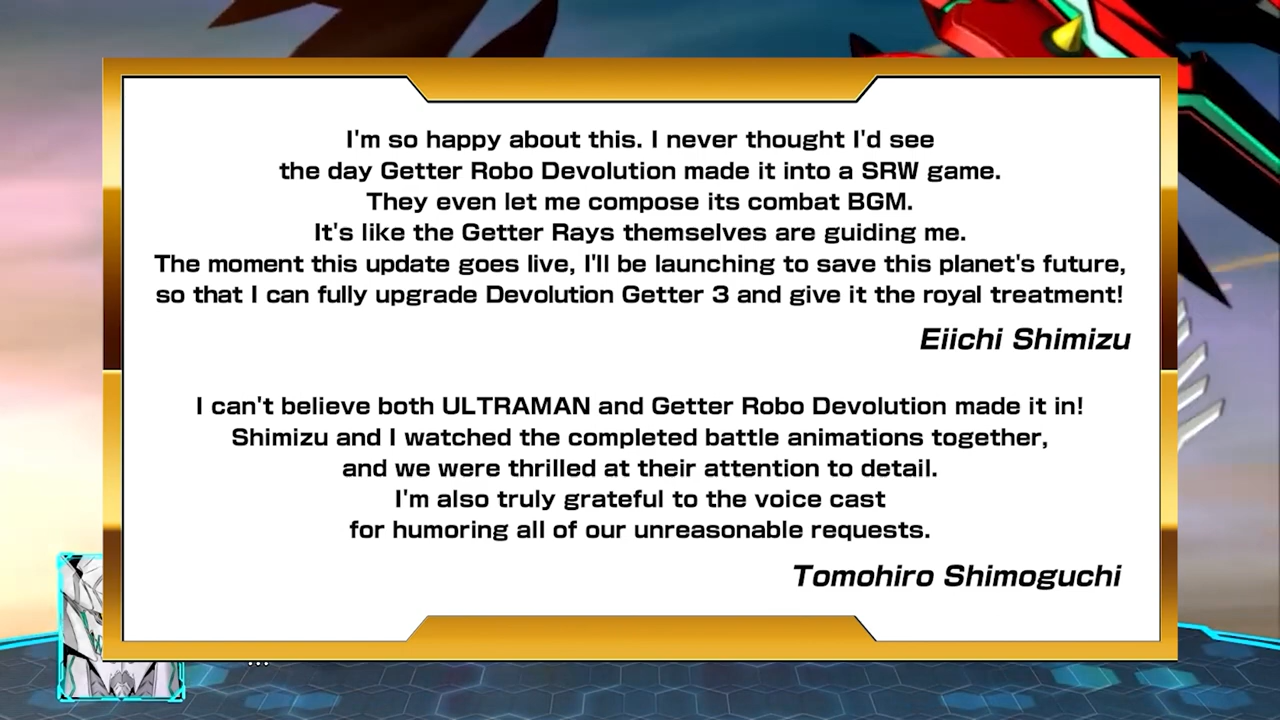 I'm so happy about this. I never thought I'd see
the day Getter Robo Devolution made it into a SRW game.
They even let me compose its combat BGM.
It's like the Getter Rays themselves are guiding me.
The moment this update goes live, I'll be launching to save this planet's future,
so that I can fully upgrade Devolution Getter 3 and give it the royal treatment!
Eiichi Shimizu
I can't believe both ULTRAMAN and Getter Robo Devolution made it in!
Shimizu and I watched the completed battle animations together,
and we were thrilled at their attention to detail.
I'm also truly grateful to the voice cast
for humoring all of our unreasonable requests.
Tomohiro Shimoguchi
...